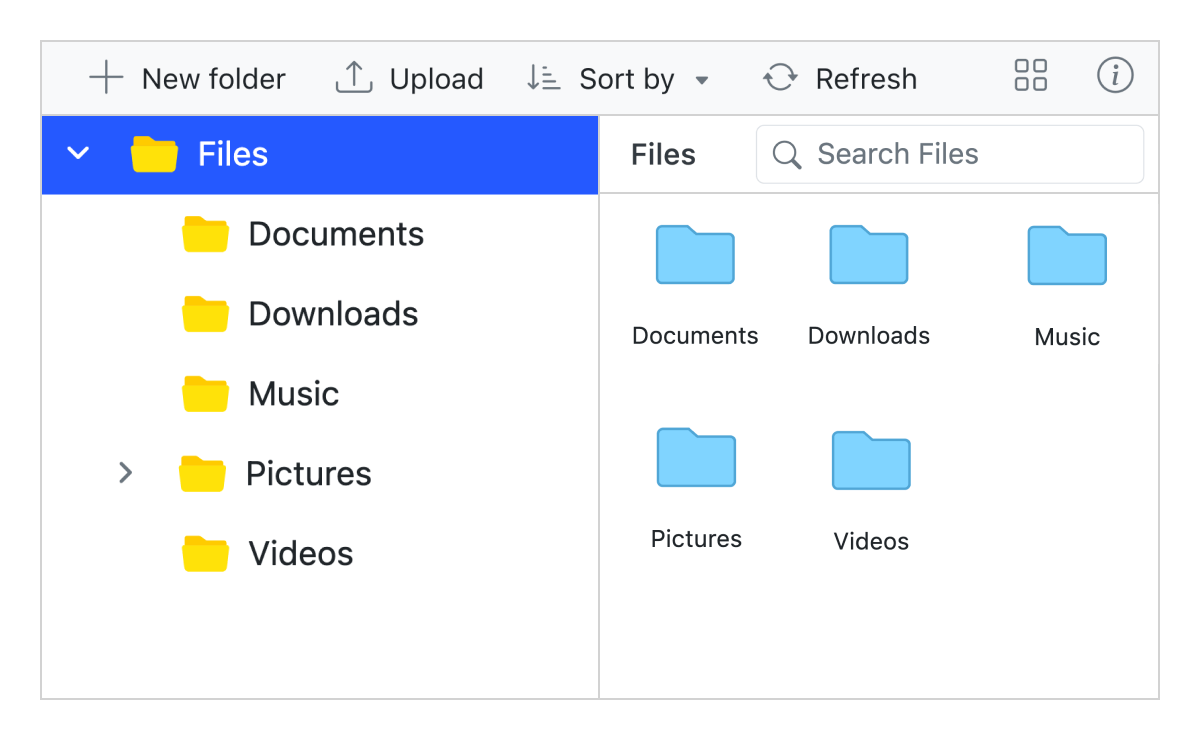 New folder Upload Sort by Refresh
Files
Documents
Downloads
Music
Pictures
Videos
Files Search Files
Documents Downloads Music
Pictures Videos